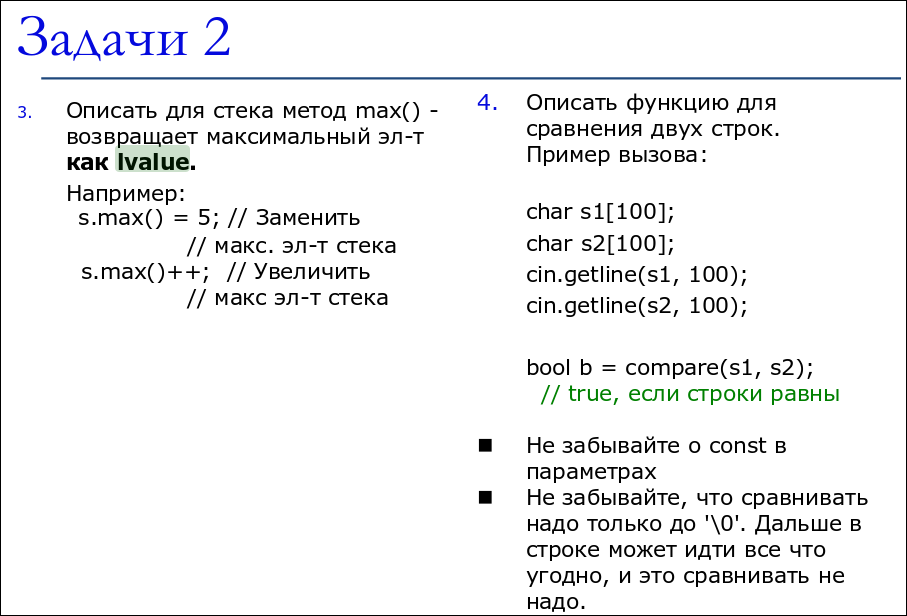 Задачи 2
3. Описать для стека метод max() -
возвращает максимальный эл-т
как lvalue.
Например:
s.max() = 5; // Заменить
// макс. эл-т стека
s.max()++; // Увеличить
// макс эл-т стека
4. Описать функцию для
сравнения двух строк.
Пример вызова:
char s1[100];
char s2[100];
cin.getline(s1, 100);
cin.getline(s2, 100);
bool b = compare(s1, s2);
// true, если строки равны
Не забывайте о const в
параметрах
Не забывайте, что сравнивать
надо только до '\0'. Дальше в
строке может идти все что
угодно, и это сравнивать не
надо.